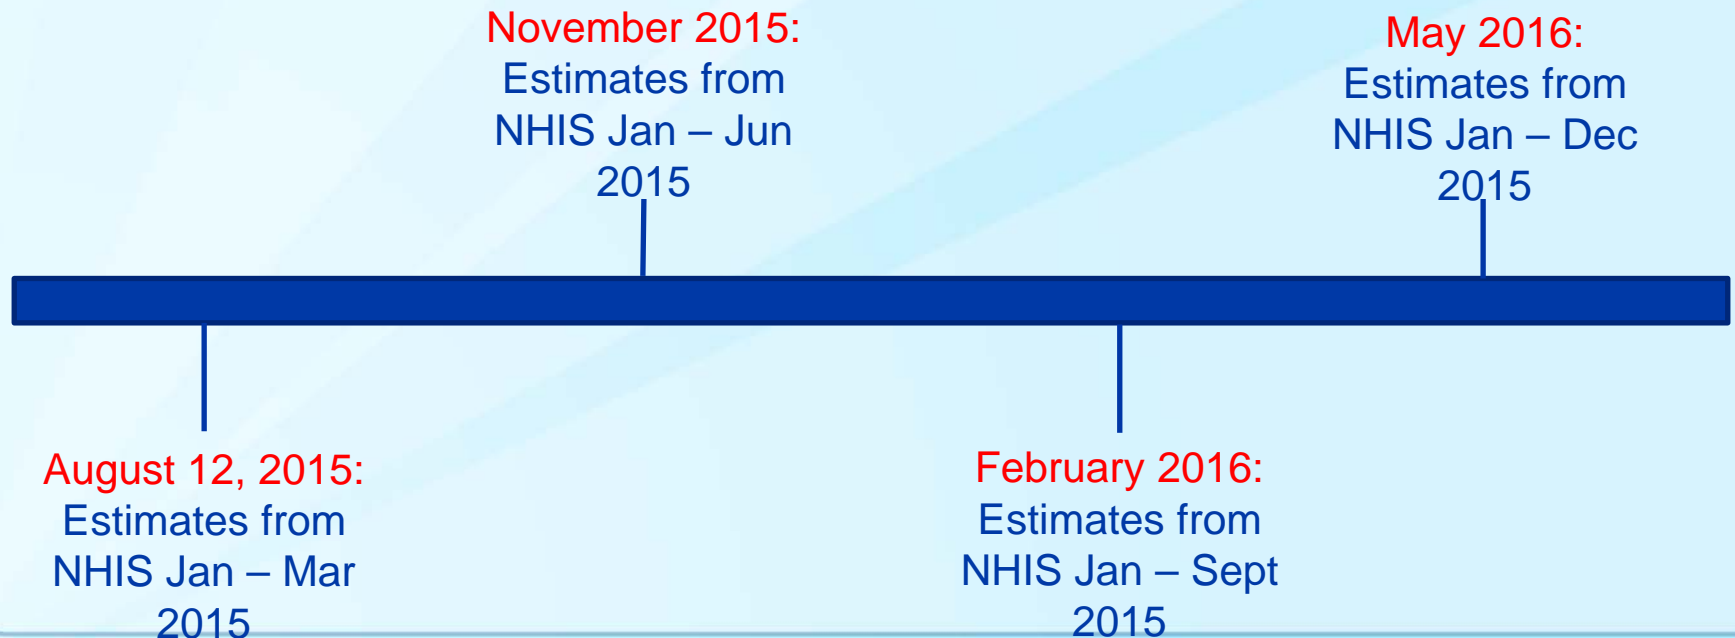 November 2015:
Estimates from
NHIS Jan – Jun
2015
May 2016:
Estimates from
NHIS Jan – Dec
2015
August 12, 2015:
Estimates from
NHIS Jan – Mar
2015
February 2016:
Estimates from
NHIS Jan – Sept
2015